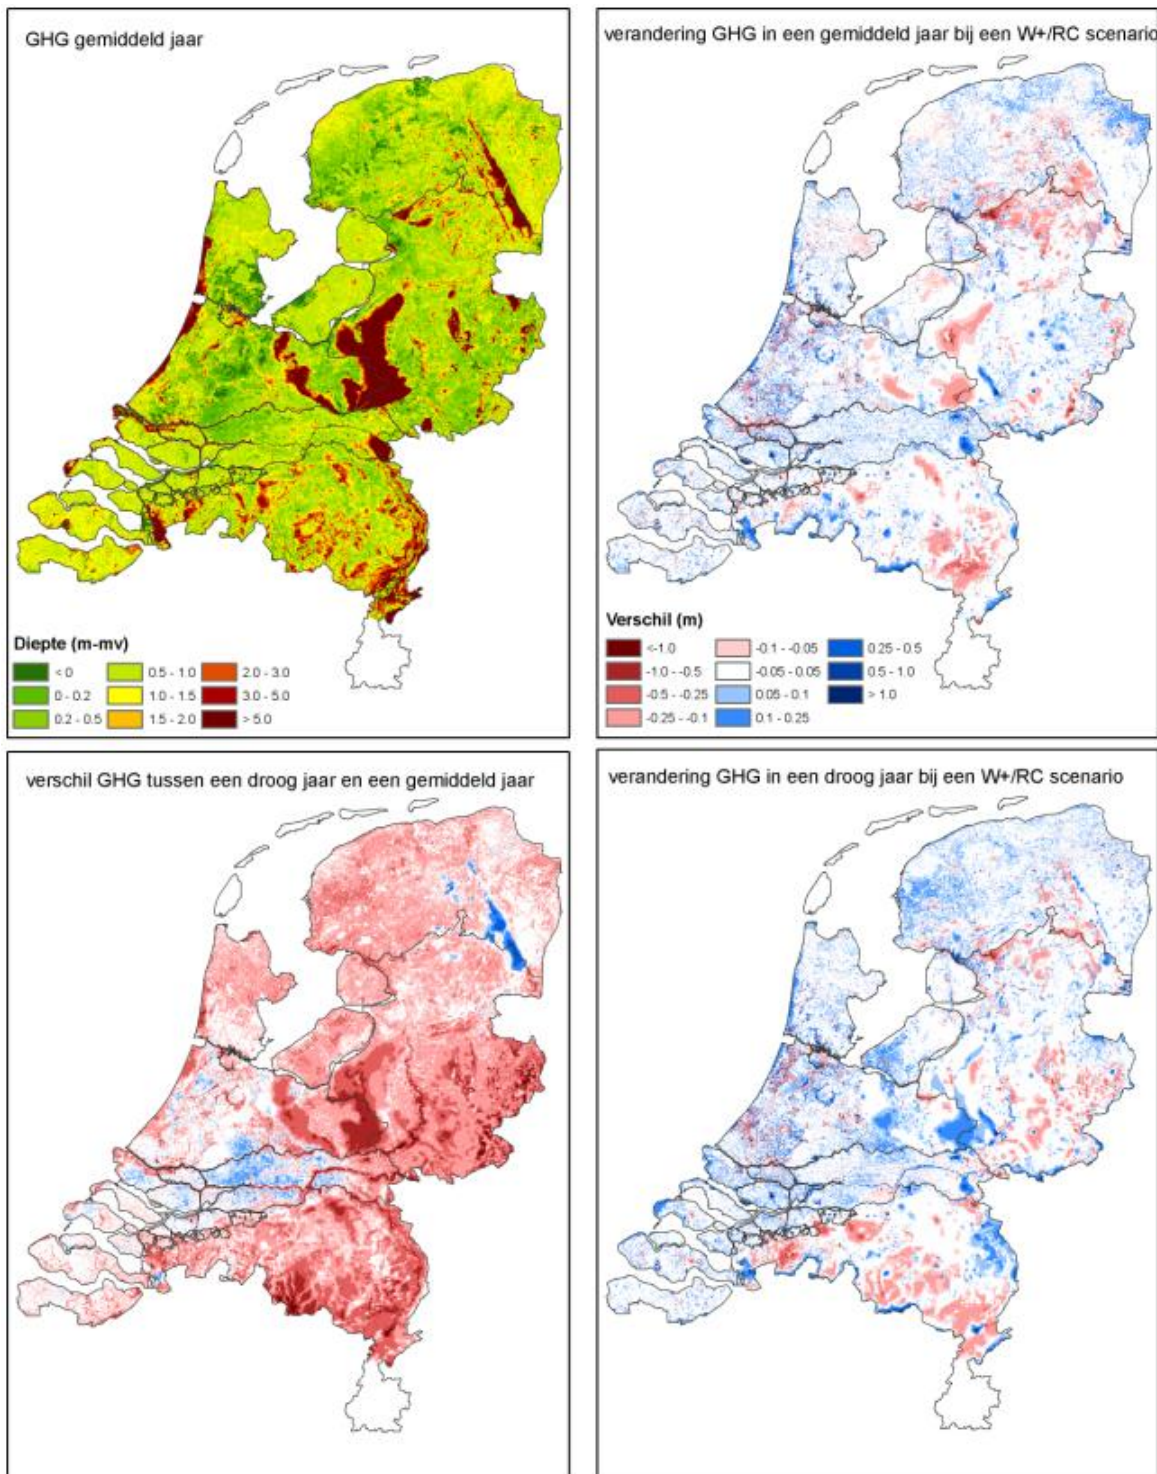 GHG gemiddeld jaar
verandering GHG in een gemiddeld jaar bij een W+/RC scenario
Diepte (m-mv)
< 0
0.5 - 1.0
2.0 - 3.0
0 - 0.2
1.0 - 1.5
3.0 - 5.0
0.2 - 0.5
1.5 - 2.0
> 5.0
Verschil (m)
<-1.0
-0.1 - -0.05
0.25 - 0.5
-1.0 - -0.5
-0.05 - 0.05
0.5 - 1.0
-0.5 - -0.25
0.05 - 0.1
> 1.0
-0.25 - -0.1
0.1 - 0.25
verschil GHG tussen een droog jaar en een gemiddeld jaar
verandering GHG in een droog jaar bij een W+/RC scenario